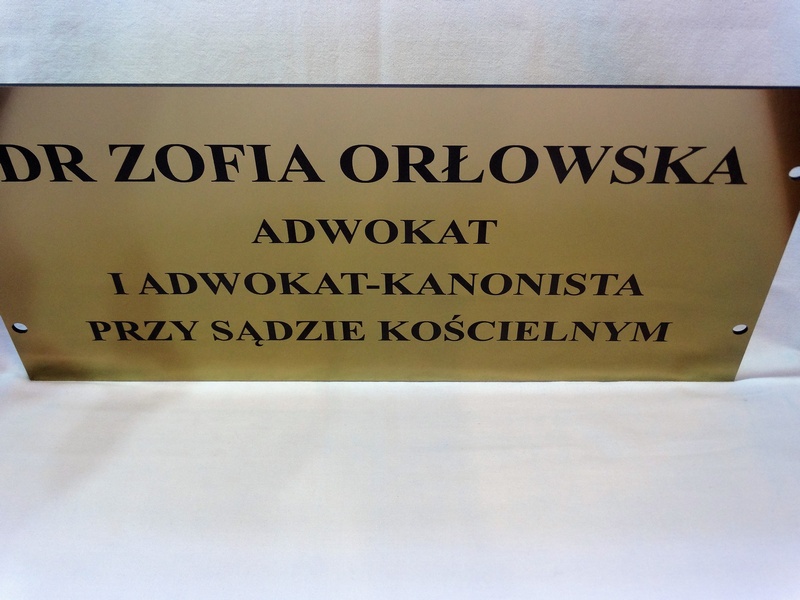 DR ZOFIA ORŁOWSKA
ADWOKAT
I ADWOKAT-KANONISTA
PRZY SĄDZIE KOŚCIELNYM